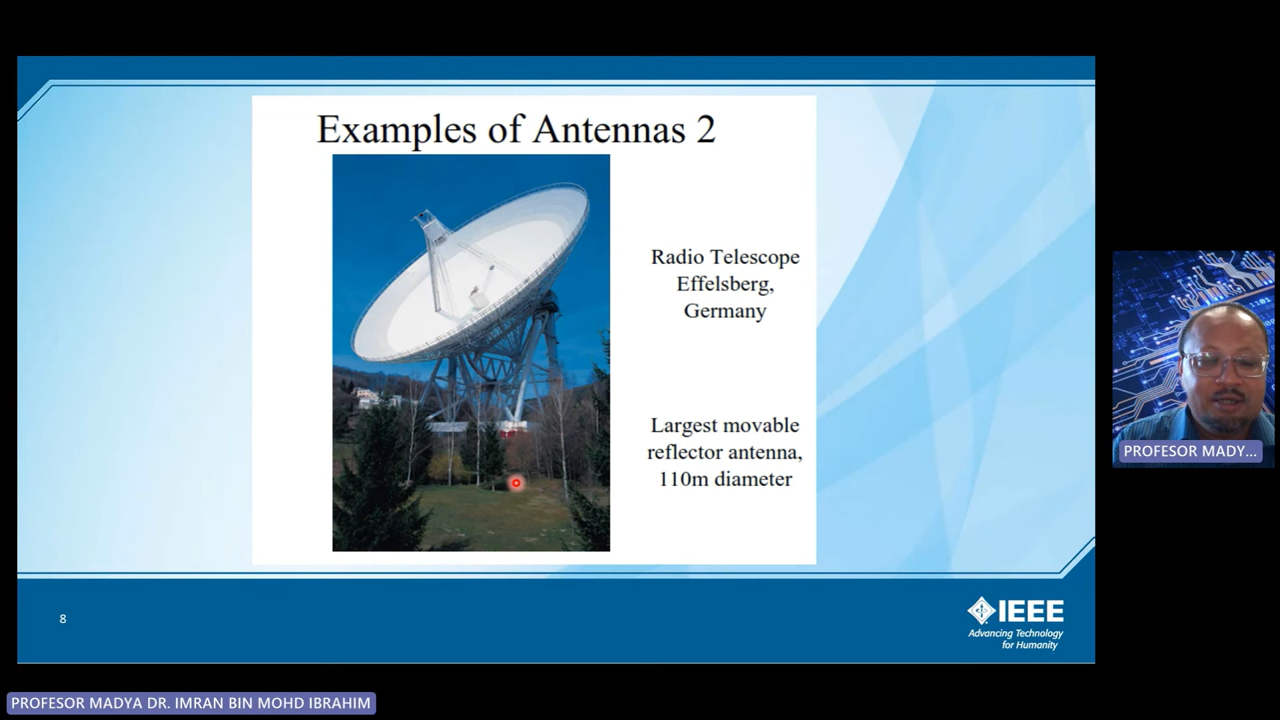 Examples of Antennas 2
Radio Telescope
Effelsberg,
Germany
Largest movable
reflector antenna,
110m diameter
8
IEEE
Advancing Technology
for Humanity
PROFESOR MADY...
PROFESOR MADYA DR. IMRAN BIN MOHD IBRAHIM